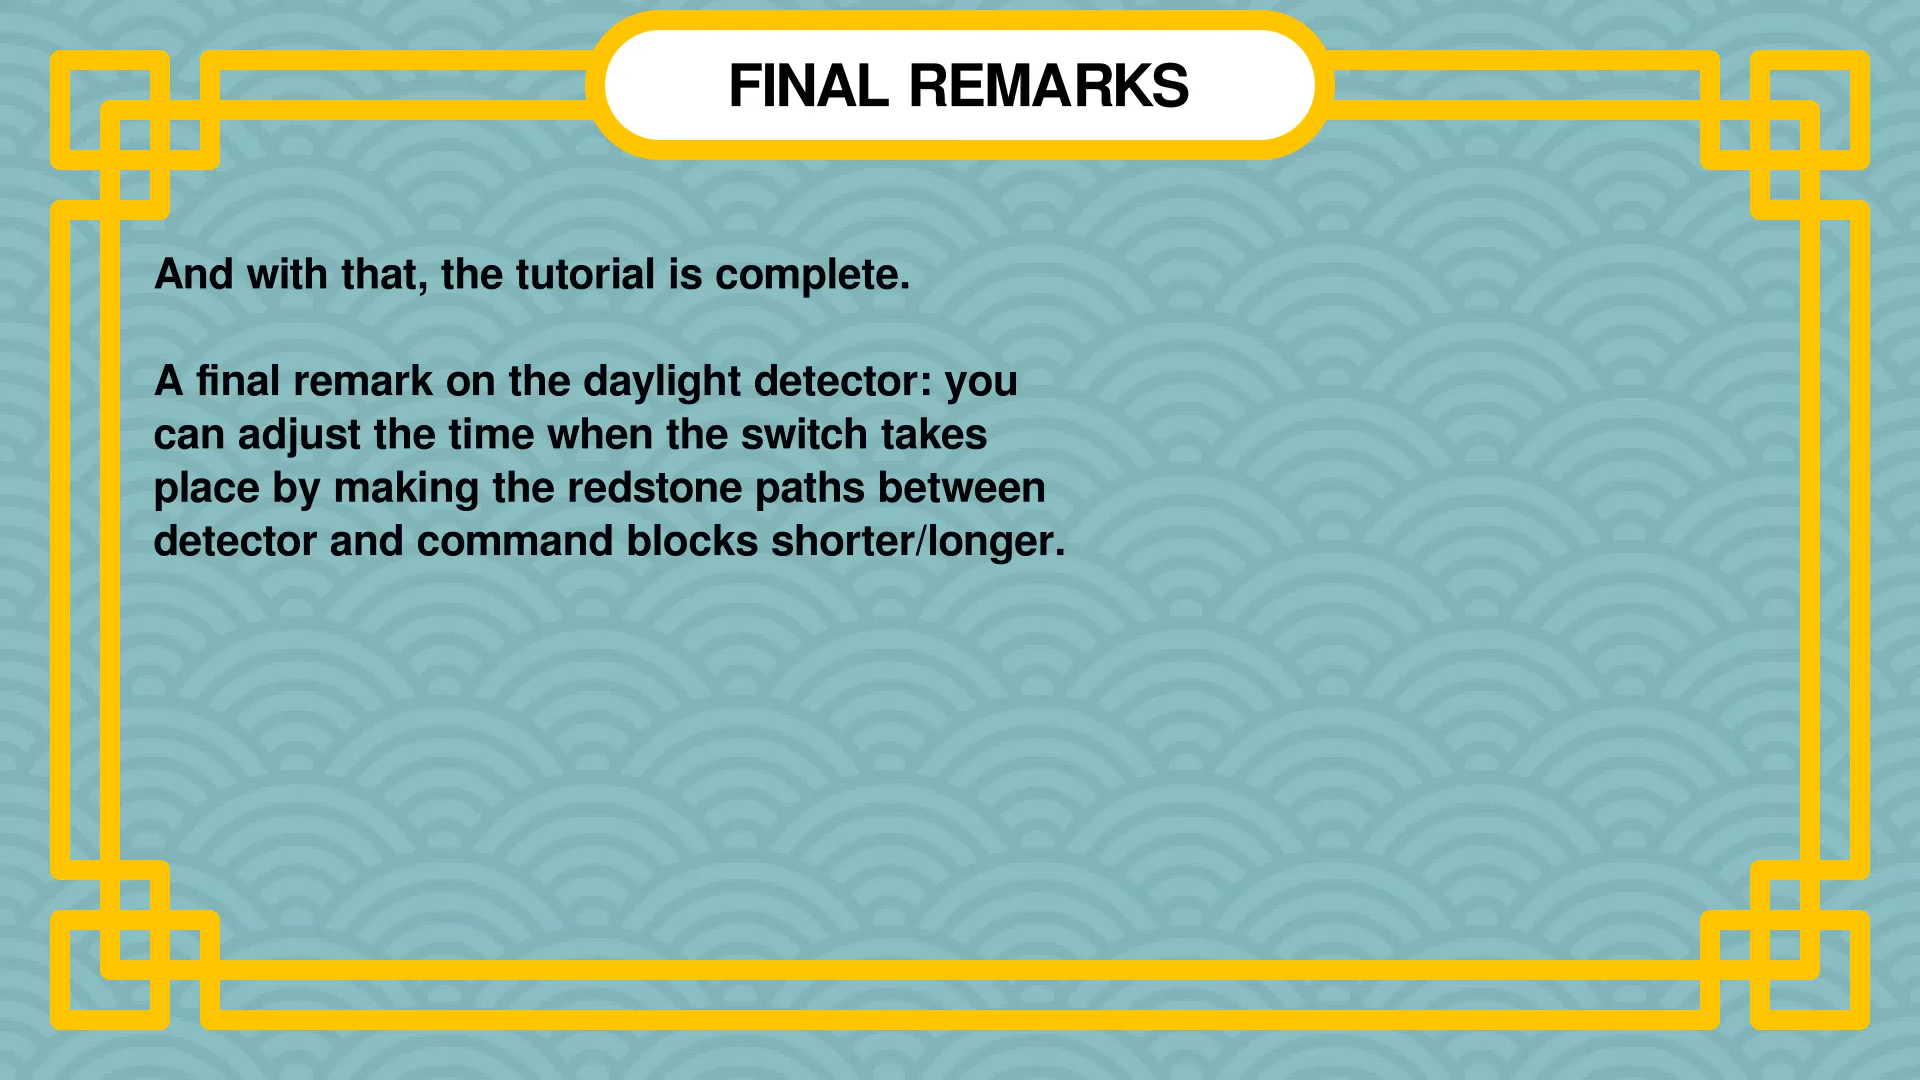 FINAL REMARKS
And with that, the tutorial is complete.
A final remark on the daylight detector: you
can adjust the time when the switch takes
place by making the redstone paths between
detector and command blocks shorter/longer.